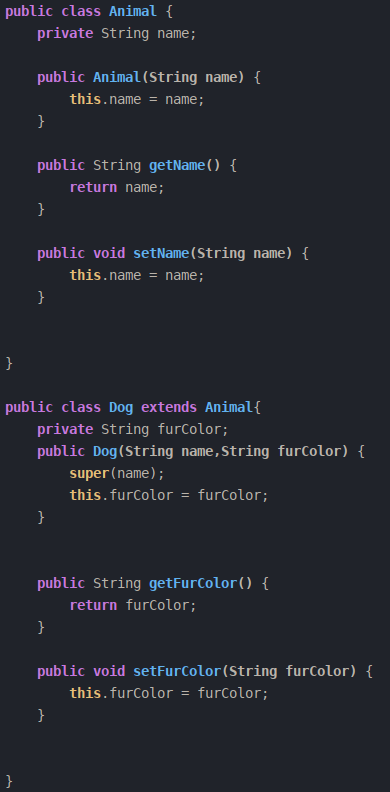 public class Animal {
    private String name;

    public Animal(String name) {
        this.name = name;
    }

    public String getName() {
        return name;
    }

    public void setName(String name) {
        this.name = name;
    }


}

public class Dog extends Animal{
    private String furColor;
    public Dog(String name,String furColor) {
        super(name);
        this.furColor = furColor;
    }


    public String getFurColor() {
        return furColor;
    }

    public void setFurColor(String furColor) {
        this.furColor = furColor;
    }


}